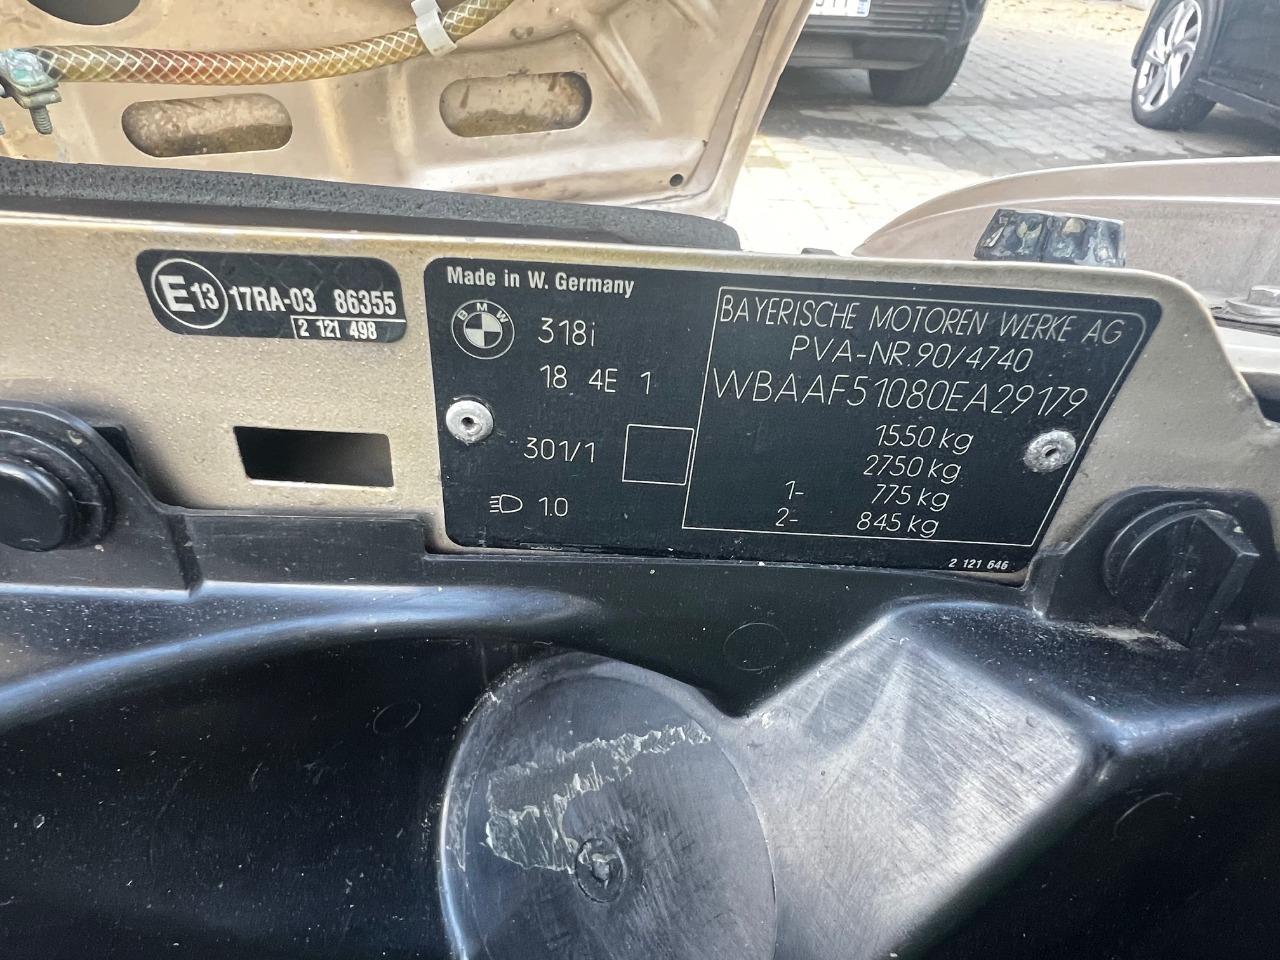 E13 17RA-03 86355
2 121 498
Made in W. Germany
BMW
318i
18 4E 1
301/1
1.0
BAYERISCHE MOTOREN WERKE AG
PVA-NR.90/4740
WBAAF51080EA29179
1550 kg
2750 kg
1- 775 kg
2- 845 kg
2 121 646